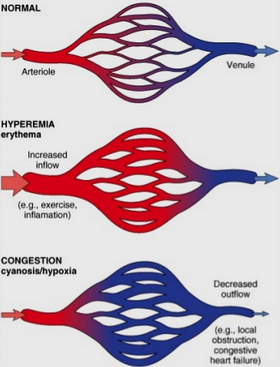 NORMAL
Arteriole
Venule
HYPEREMIA
erythema
Increased
inflow
(e.g., exercise,
inflamation)
CONGESTION
cyanosis/hypoxia
Decreased
outflow
(e.g., local
obstruction,
congestive
heart failure)